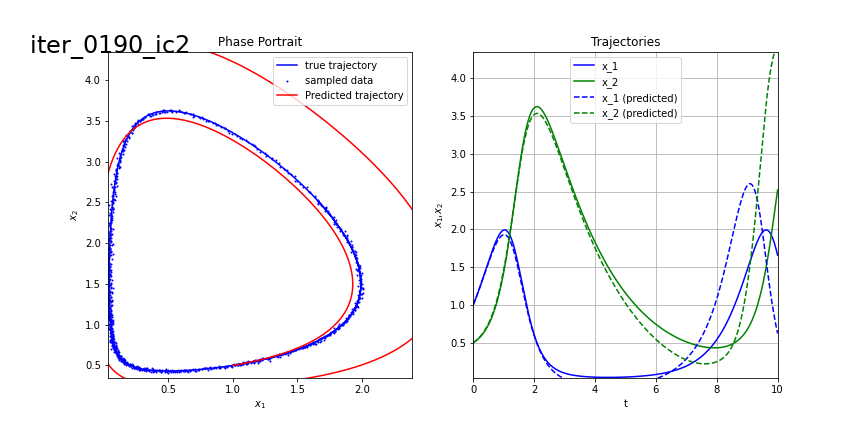 iter_0190_ic2
Phase Portrait
true trajectory
sampled data
Predicted trajectory
4.0
3.5
3.0
2.5
2.0
1.5
1.0
0.5
x_2
0.5
1.0
1.5
2.0
x_1
Trajectories
x_1
x_2
x_1 (predicted)
x_2 (predicted)
4.0
3.5
3.0
2.5
2.0
1.5
1.0
0.5
x_1,x_2
0
2
4
6
8
10
t